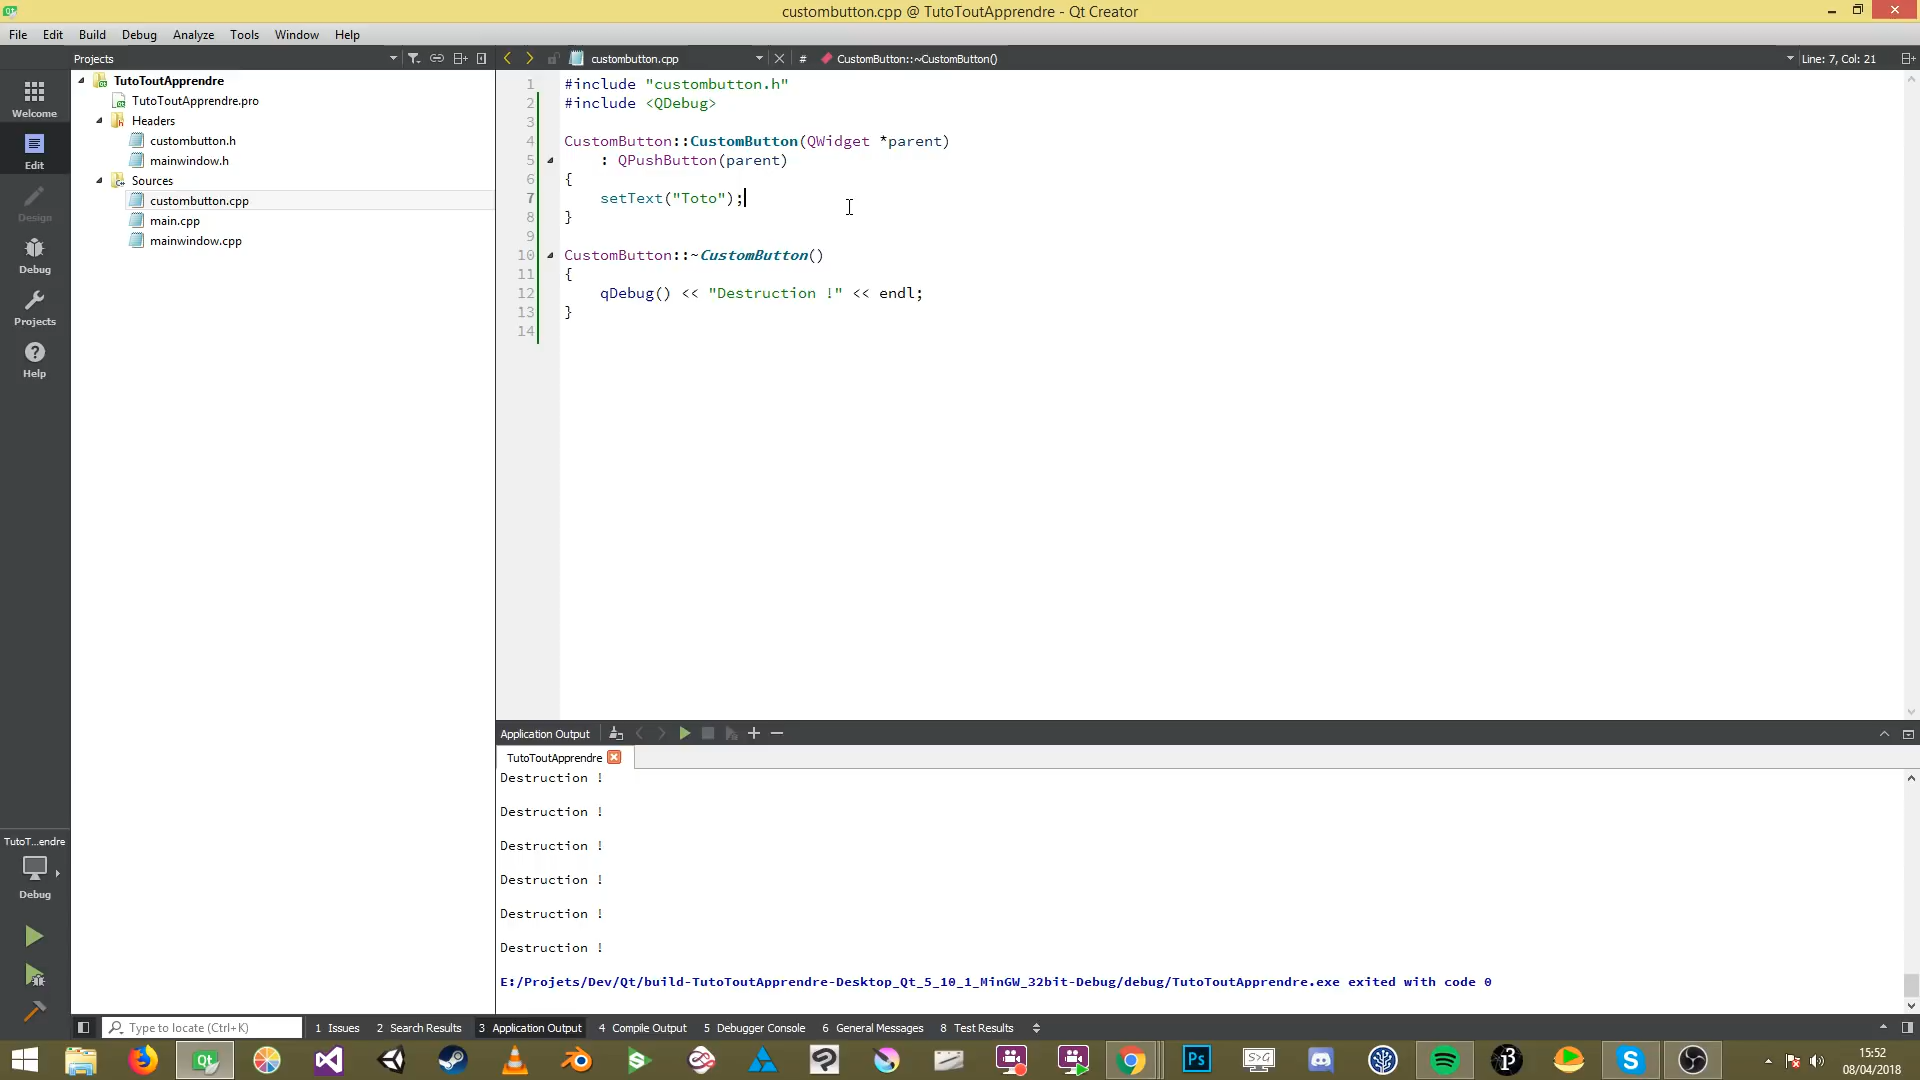 custombutton.cpp @ TutoToutApprendre - Qt Creator
File Edit Build Debug Analyze Tools Window Help
Projects
custombutton.cpp
# CustomButton::~CustomButton()
Line: 7, Col: 21
Welcome
Edit
Design
Debug
Projects
Help
TutoToutApprendre
TutoToutApprendre.pro
Headers
custombutton.h
mainwindow.h
Sources
custombutton.cpp
main.cpp
mainwindow.cpp
1 #include "custombutton.h"
2 #include <QDebug>
3
4 CustomButton::CustomButton(QWidget *parent)
5 : QPushButton(parent)
6 {
7 setText("Toto");
8 }
9
10 CustomButton::~CustomButton()
11 {
12 qDebug() << "Destruction !" << endl;
13 }
14
Application Output
TutoToutApprendre
Destruction !
Destruction !
Destruction !
Destruction !
Destruction !
Destruction !
E:/Projets/Dev/Qt/build-TutoToutApprendre-Desktop_Qt_5_10_1_MinGW_32bit-Debug/debug/TutoToutApprendre.exe exited with code 0
TutoT...endre
Debug
Type to locate (Ctrl+K)
1 Issues 2 Search Results 3 Application Output 4 Compile Output 5 Debugger Console 6 General Messages 8 Test Results
Qt
Ps
S>G
15:52
08/04/2018